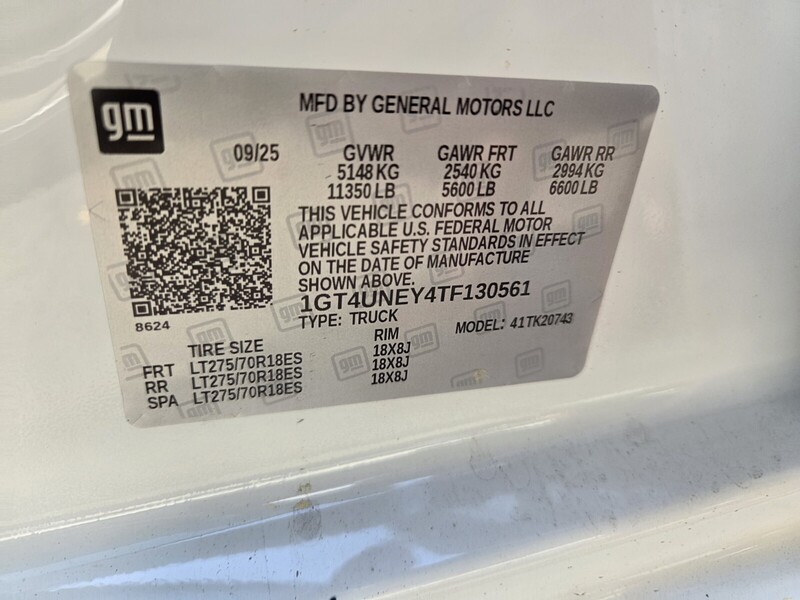 gm
MFD BY GENERAL MOTORS LLC
09/25 GVWR GAWR FRT GAWR RR
5148 KG 2540 KG 2994 KG
11350 LB 5600 LB 6600 LB
THIS VEHICLE CONFORMS TO ALL
APPLICABLE U.S. FEDERAL MOTOR
VEHICLE SAFETY STANDARDS IN EFFECT
ON THE DATE OF MANUFACTURE
SHOWN ABOVE.
1GT4UNEY4TF130561
8624
TYPE: TRUCK MODEL: 41TK20743
TIRE SIZE RIM
FRT LT275/70R18ES 18X8J
RR LT275/70R18ES 18X8J
SPA LT275/70R18ES 18X8J